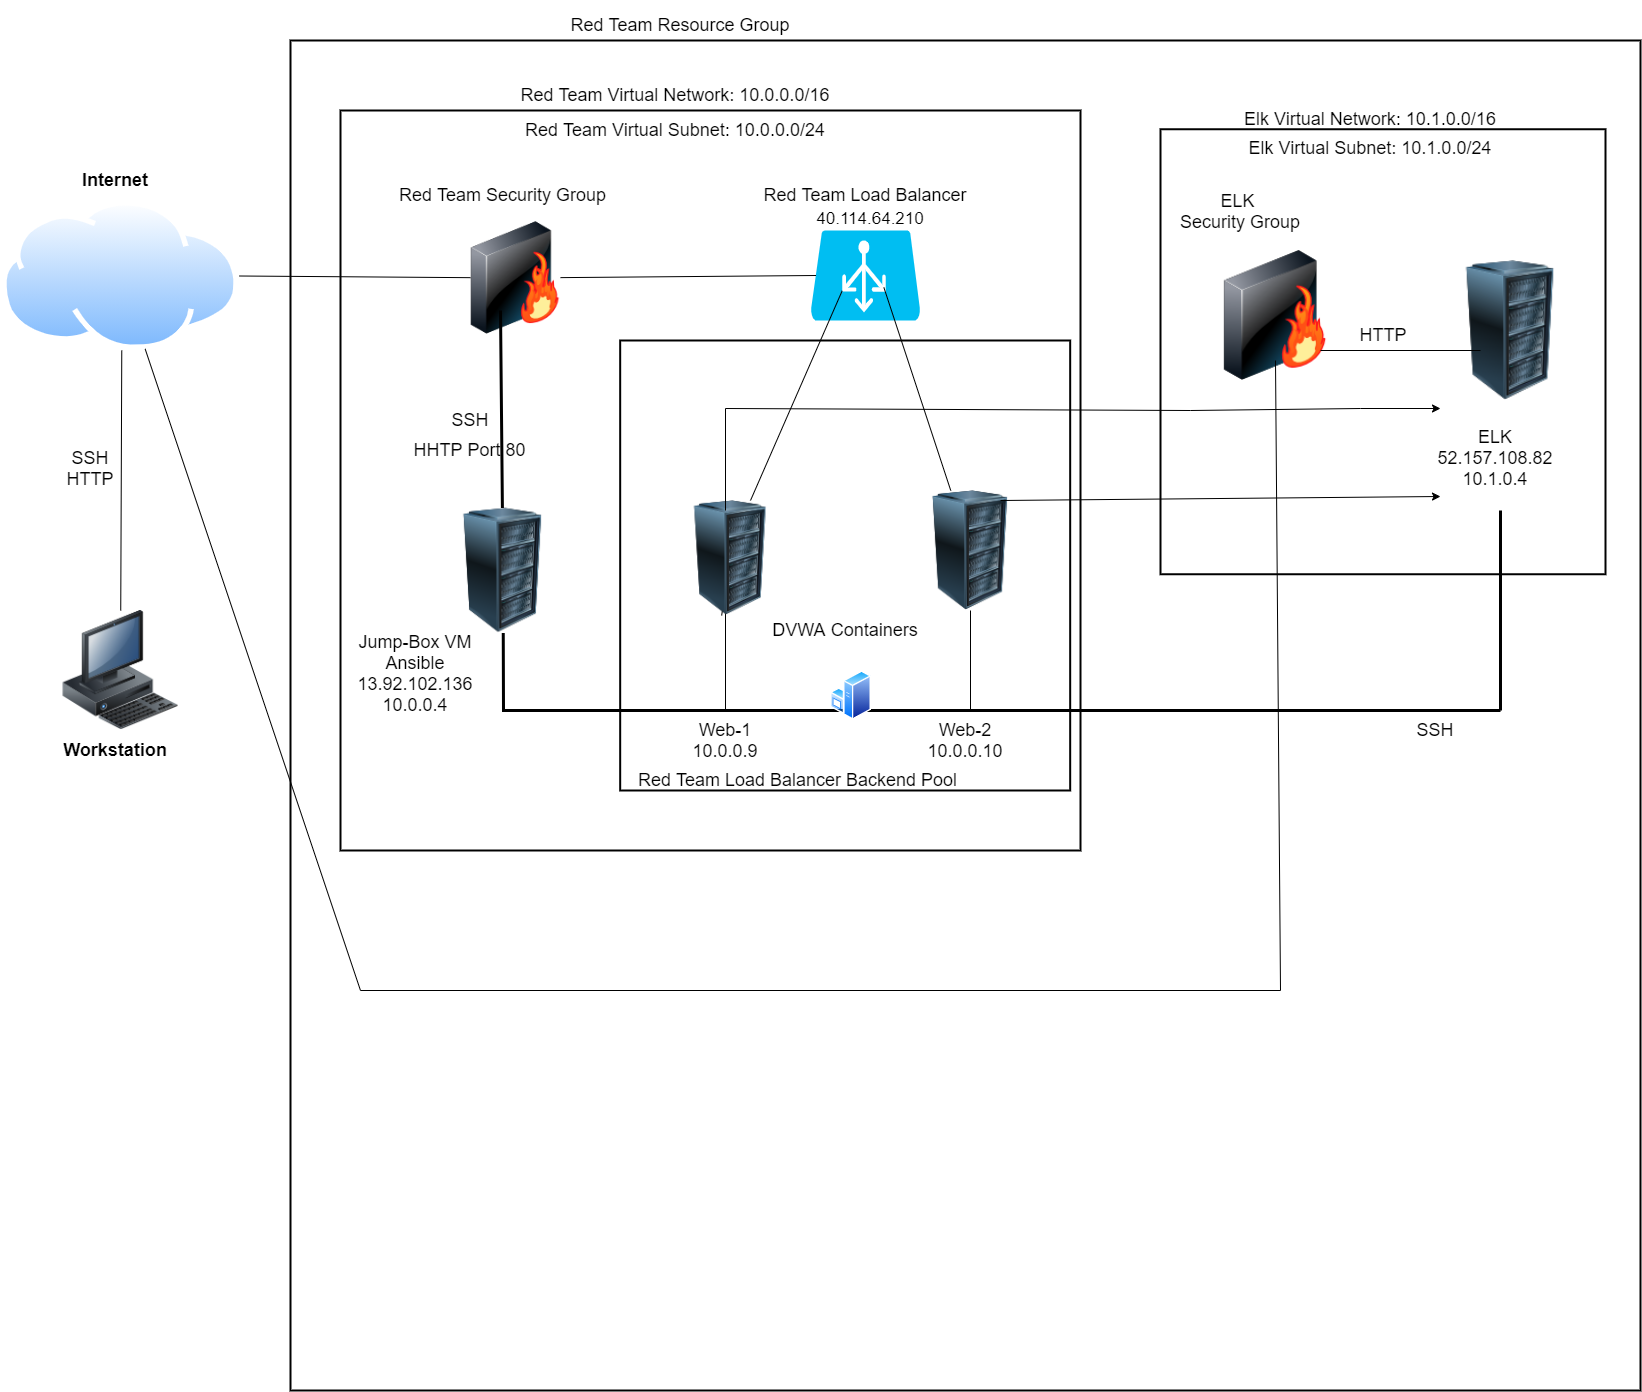 Red Team Resource Group
Red Team Virtual Network: 10.0.0.0/16
Red Team Virtual Subnet: 10.0.0.0/24
Elk Virtual Network: 10.1.0.0/16
Elk Virtual Subnet: 10.1.0.0/24
Internet
Red Team Security Group
Red Team Load Balancer
40.114.64.210
ELK
Security Group
HTTP
SSH
HHTP Port 80
SSH
HTTP
ELK
52.157.108.82
10.1.0.4
DVWA Containers
Jump-Box VM
Ansible
13.92.102.136
10.0.0.4
Workstation
Web-1
10.0.0.9
Web-2
10.0.0.10
SSH
Red Team Load Balancer Backend Pool